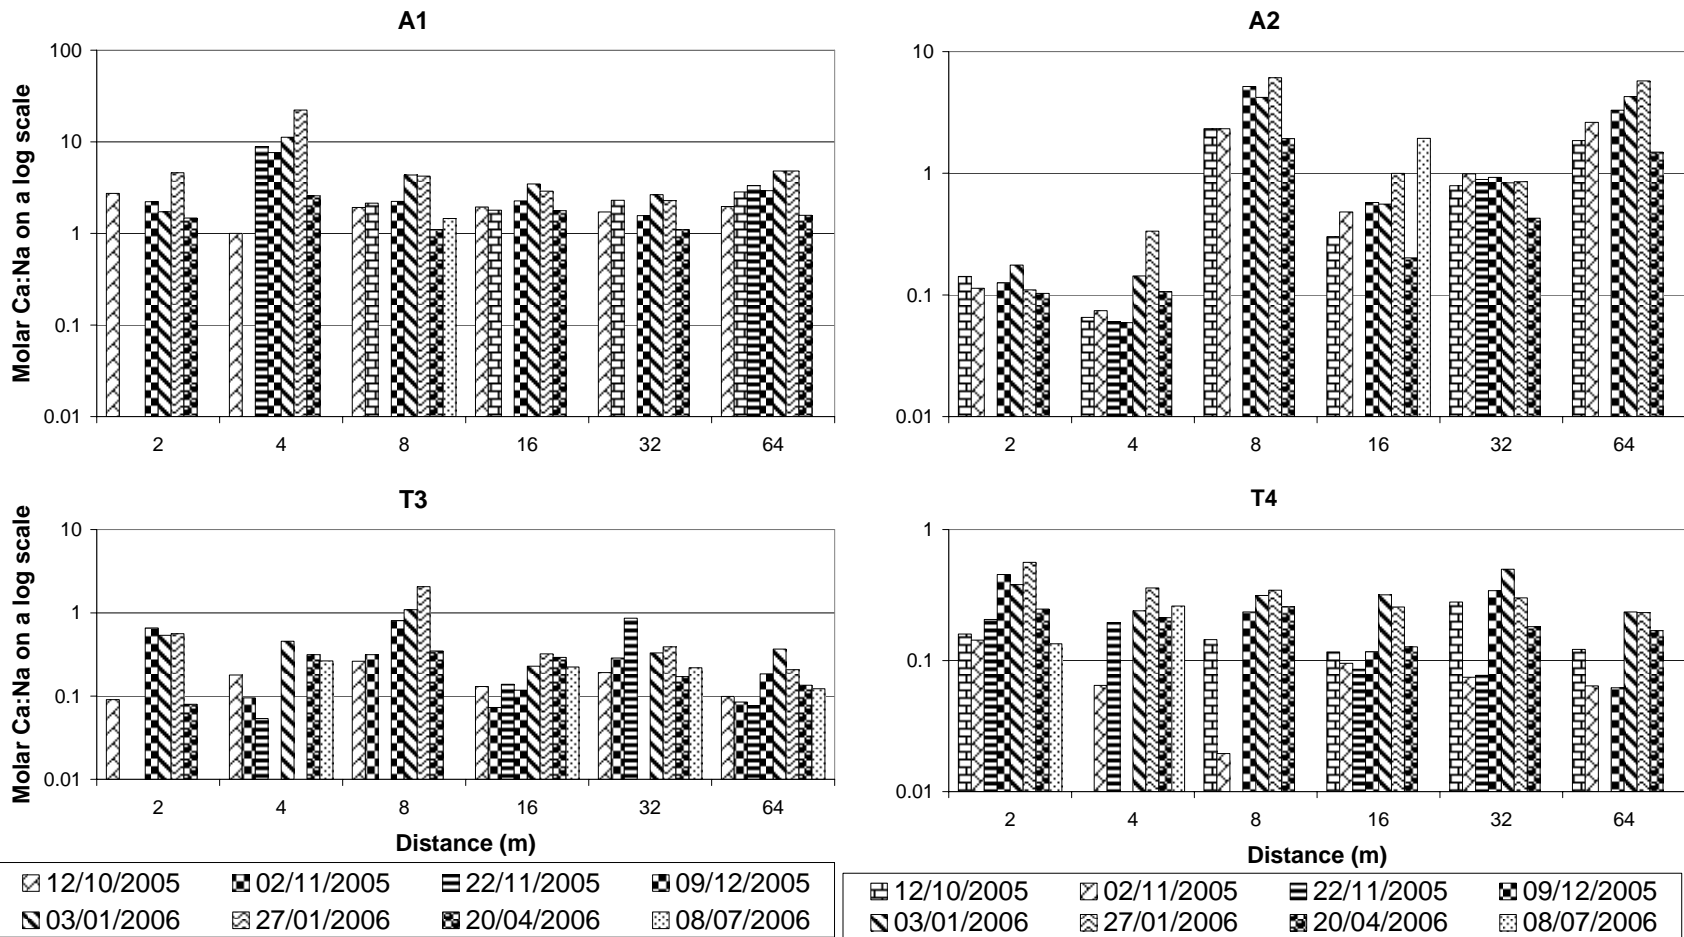 A1
Molar Ca:Na on a log scale
100
10
1
0.1
0.01
2 4 8 16 32 64
A2
10
1
0.1
0.01
2 4 8 16 32 64
T3
Molar Ca:Na on a log scale
10
1
0.1
0.01
2 4 8 16 32 64
Distance (m)
T4
1
0.1
0.01
2 4 8 16 32 64
Distance (m)
12/10/2005 02/11/2005 22/11/2005 09/12/2005
03/01/2006 27/01/2006 20/04/2006 08/07/2006
12/10/2005 02/11/2005 22/11/2005 09/12/2005
03/01/2006 27/01/2006 20/04/2006 08/07/2006